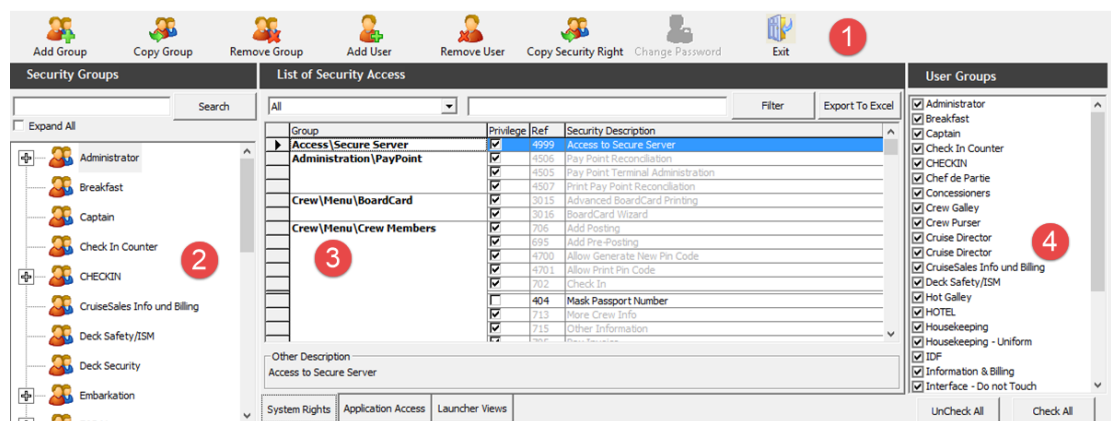 Add Group Copy Group Remove Group Add User Remove User Copy Security Right Change Password Exit 1
Security Groups List of Security Access User Groups
Search All Filter Export To Excel
Expand All
Administrator
Breakfast
Captain
Check In Counter
2
CHECKIN
CruiseSales Info und Billing
Deck Safety/ISM
Deck Security
Embarkation
Group Privilege Ref Security Description
Access\Secure Server 4999 Access to Secure Server
Administration\PayPoint 4506 Pay Point Reconciliation
4505 Pay Point Terminal Administration
4507 Print Pay Point Reconciliation
Crew\Menu\BoardCard 3015 Advanced BoardCard Printing
3016 BoardCard Wizard
Crew\Menu\Crew Members 706 Add Posting
695 Add Pre-Posting
3
4700 Allow Generate New Pin Code
4701 Allow Print Pin Code
702 Check In
404 Mask Passport Number
713 More Crew Info
715 Other Information
Other Description
Access to Secure Server
System Rights Application Access Launcher Views
Administrator
Breakfast
Captain
Check In Counter
CHECKIN
Chef de Partie
Concessioners
Crew Galley
Crew Purser
Cruise Director
4
Cruise Director
CruiseSales Info und Billing
Deck Safety/ISM
Hot Galley
HOTEL
Housekeeping
Housekeeping - Uniform
IDF
Information & Billing
Interface - Do not Touch
UnCheck All Check All